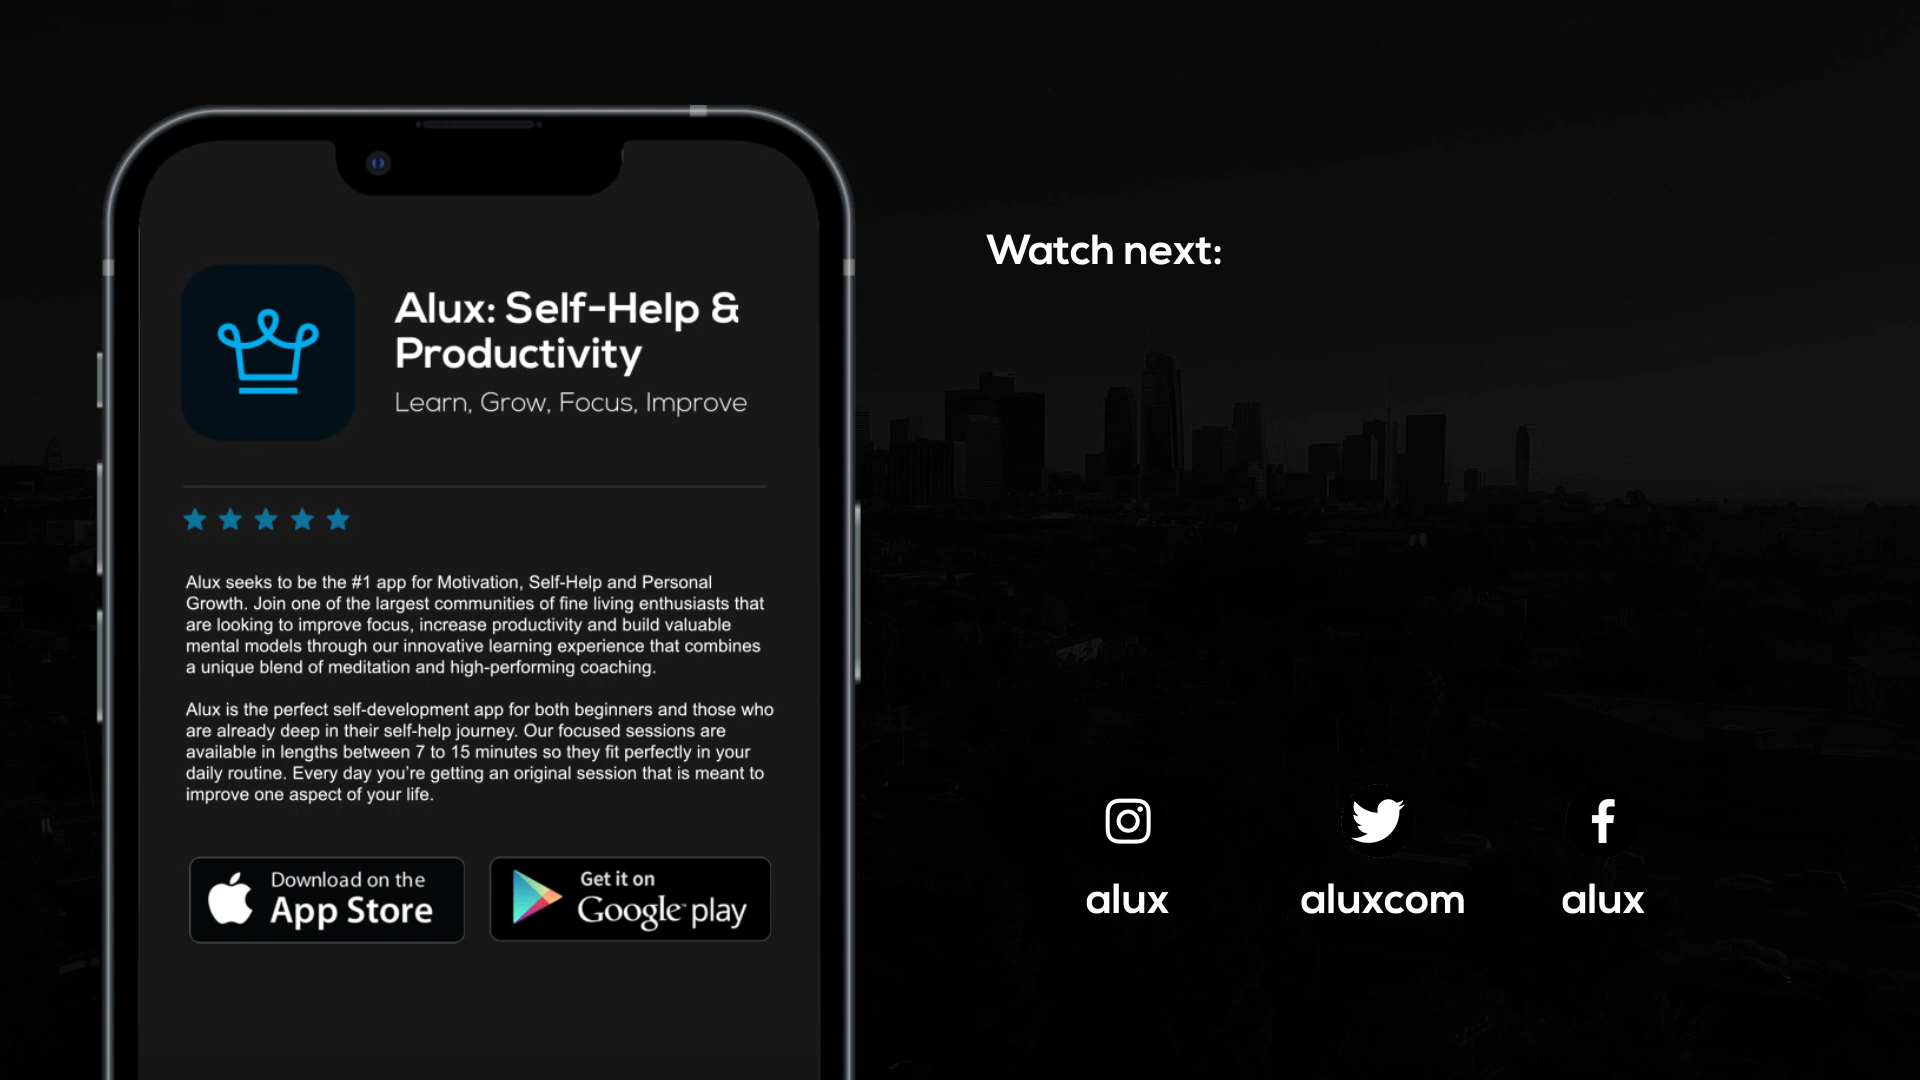 Alux: Self-Help &
Productivity
Learn, Grow, Focus, Improve
Alux seeks to be the #1 app for Motivation, Self-Help and Personal
Growth. Join one of the largest communities of fine living enthusiasts that
are looking to improve focus, increase productivity and build valuable
mental models through our innovative learning experience that combines
a unique blend of meditation and high-performing coaching.
Alux is the perfect self-development app for both beginners and those who
are already deep in their self-help journey. Our focused sessions are
available in lengths between 7 to 15 minutes so they fit perfectly in your
daily routine. Every day you're getting an original session that is meant to
improve one aspect of your life.
Download on the
App Store
Get it on
Google play
Watch next:
alux
aluxcom
alux